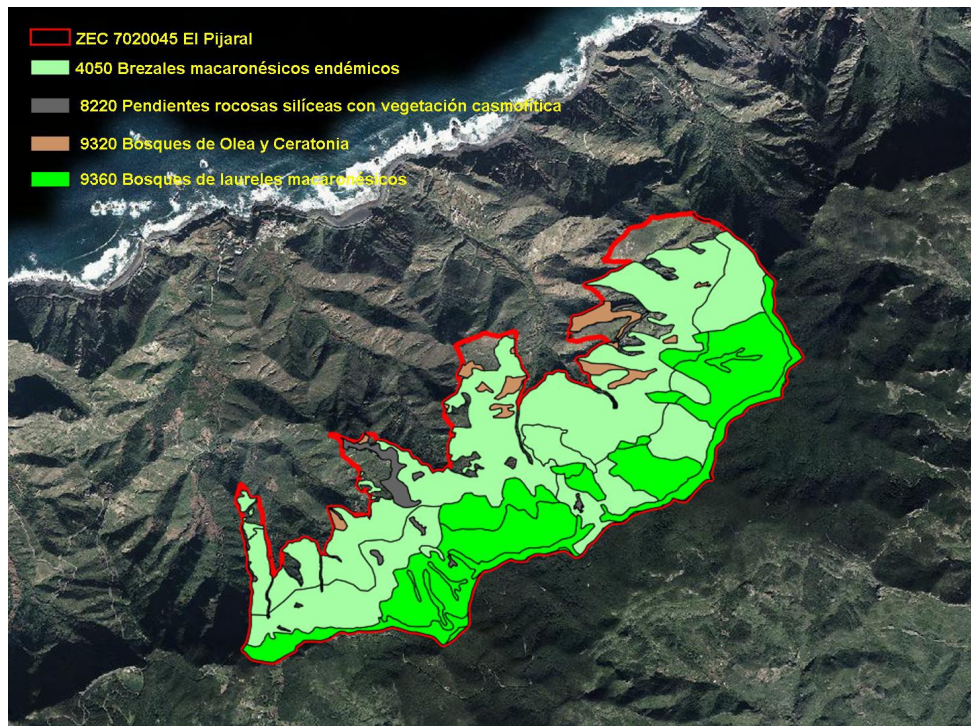 ZEC 7020045 El Pijaral
4050 Brezales macaronésicos endémicos
8220 Pendientes rocosas silíceas con vegetación casmofítica
9320 Bosques de Olea y Ceratonia
9360 Bosques de laureles macaronésicos